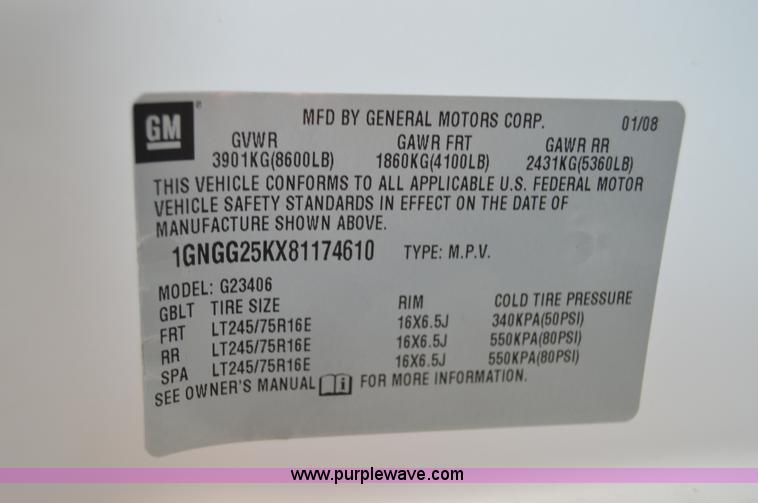 GM
MFD BY GENERAL MOTORS CORP. 01/08
GVWR GAWR FRT GAWR RR
3901KG(8600LB) 1860KG(4100LB) 2431KG(5360LB)
THIS VEHICLE CONFORMS TO ALL APPLICABLE U.S. FEDERAL MOTOR
VEHICLE SAFETY STANDARDS IN EFFECT ON THE DATE OF
MANUFACTURE SHOWN ABOVE.
1GNGG25KX81174610 TYPE: M.P.V.
MODEL: G23406
GBLT TIRE SIZE RIM COLD TIRE PRESSURE
FRT LT245/75R16E 16X6.5J 340KPA(50PSI)
RR LT245/75R16E 16X6.5J 550KPA(80PSI)
SPA LT245/75R16E 16X6.5J 550KPA(80PSI)
SEE OWNER'S MANUAL FOR MORE INFORMATION.
www.purplewave.com